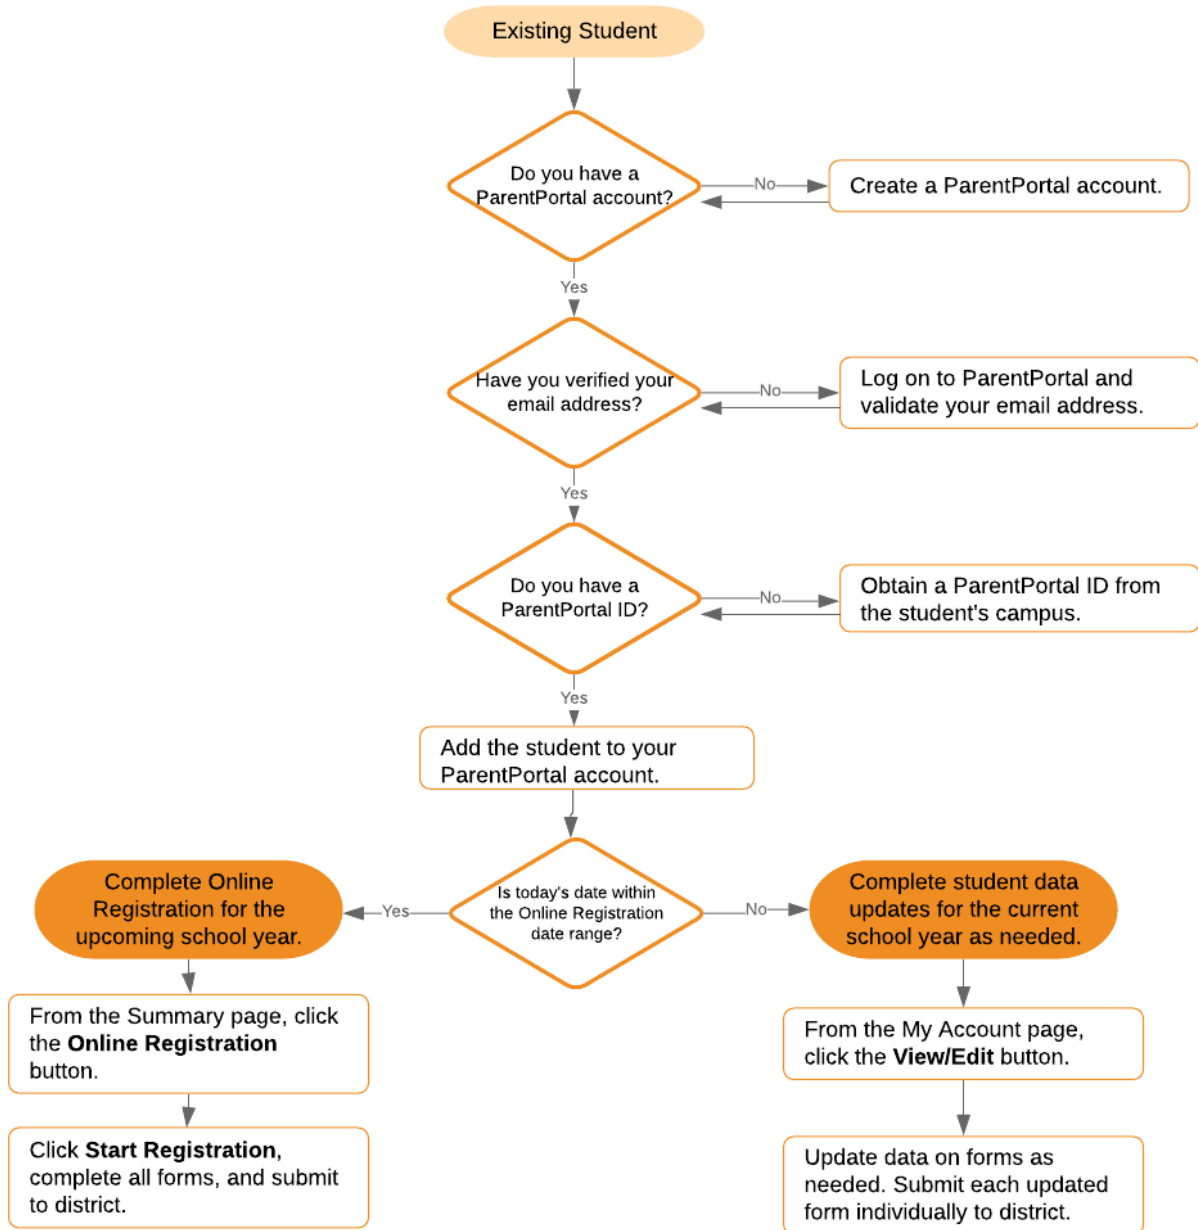 Existing Student
Do you have a
ParentPortal account?
No
Create a ParentPortal account.
Yes
Have you verified your
email address?
No
Log on to ParentPortal and
validate your email address.
Yes
Do you have a
ParentPortal ID?
No
Obtain a ParentPortal ID from
the student's campus.
Yes
Add the student to your
ParentPortal account.
Is today's date within
the Online Registration
date range?
Yes
Complete Online
Registration for the
upcoming school year.
No
Complete student data
updates for the current
school year as needed.
From the Summary page, click
the Online Registration
button.
From the My Account page,
click the View/Edit button.
Click Start Registration,
complete all forms, and submit
to district.
Update data on forms as
needed. Submit each updated
form individually to district.